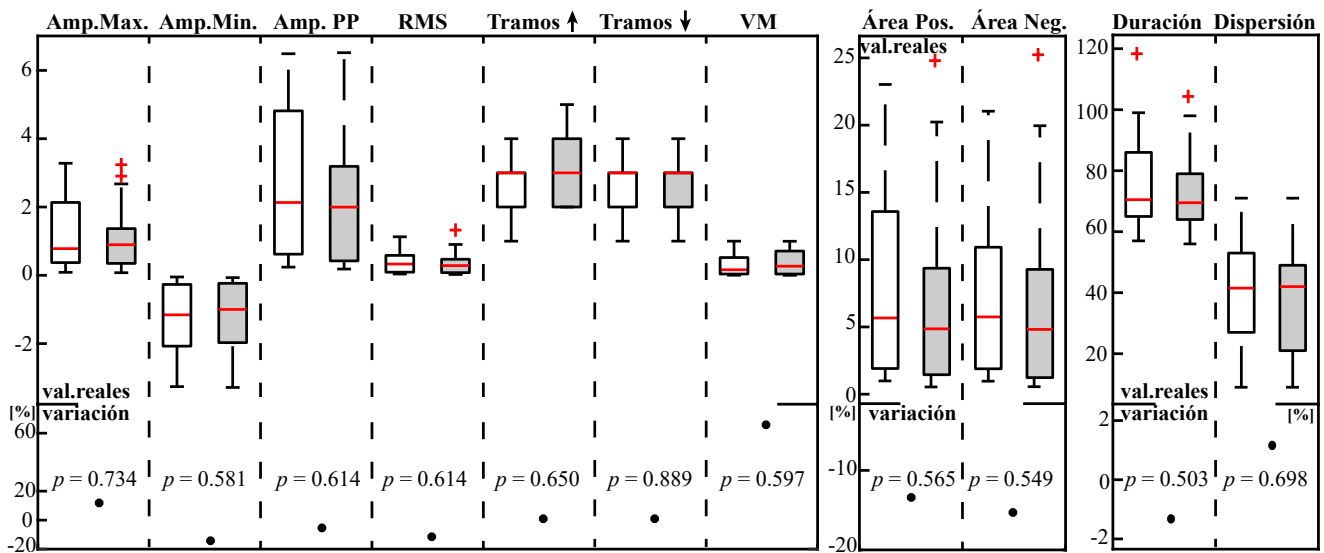 Amp.Max. Amp.Min. Amp. PP RMS Tramos ↑ Tramos ↓ VM Área Pos. Área Neg. Duración Dispersión
6
4
2
0
-2
val.reales
[%] variación
60
20
0
-20
p = 0.734 p = 0.581 p = 0.614 p = 0.614 p = 0.650 p = 0.889 p = 0.597
val.reales
25
20
15
10
5
0
[%] variación
-10
-20
p = 0.565 p = 0.549
120
100
80
60
40
20
val.reales
variación [%]
2
0
-2
p = 0.503 p = 0.698